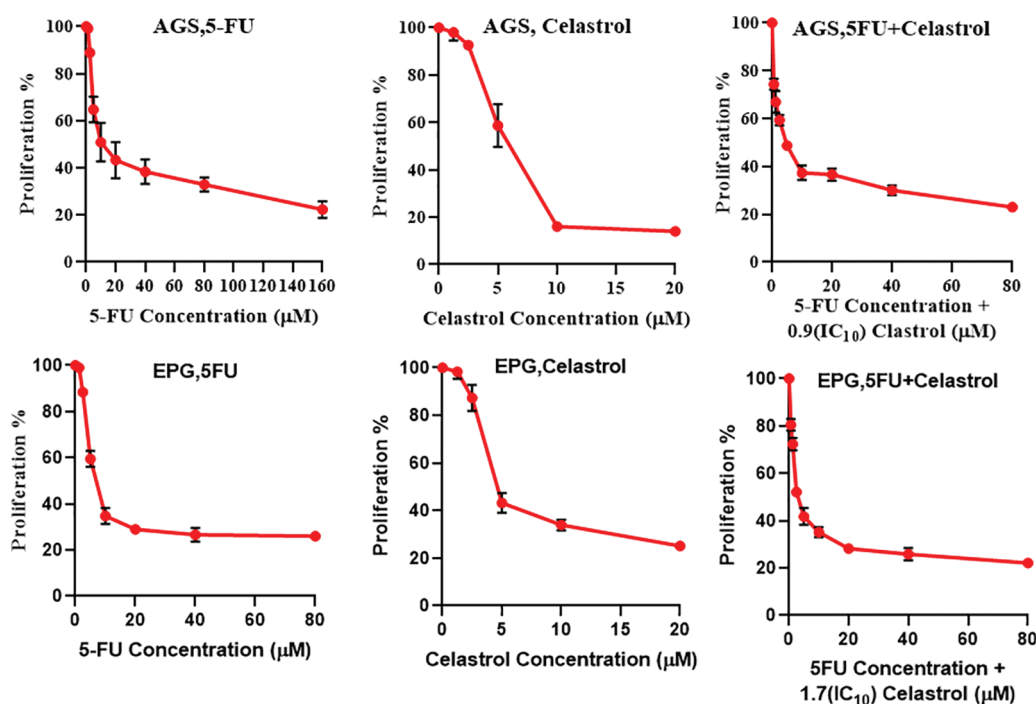 AGS,5-FU
Proliferation %
100
80
60
40
20
0
0 20 40 60 80 100 120 140 160
5-FU Concentration (μM)
AGS, Celastrol
Proliferation %
100
80
60
40
20
0
0 5 10 15 20
Celastrol Concentration (μM)
AGS,5FU+Celastrol
Proliferation %
100
80
60
40
20
0
0 20 40 60 80
5-FU Concentration +
0.9(IC10) Clastrol (μM)
EPG,5FU
Proliferation %
100
80
60
40
20
0
0 20 40 60 80
5-FU Concentration (μM)
EPG,Celastrol
Proliferation %
100
80
60
40
20
0
0 5 10 15 20
Celastrol Concentration (μM)
EPG,5FU+Celastrol
Proliferation %
100
80
60
40
20
0
0 20 40 60 80
5FU Concentration +
1.7(IC10) Celastrol (μM)